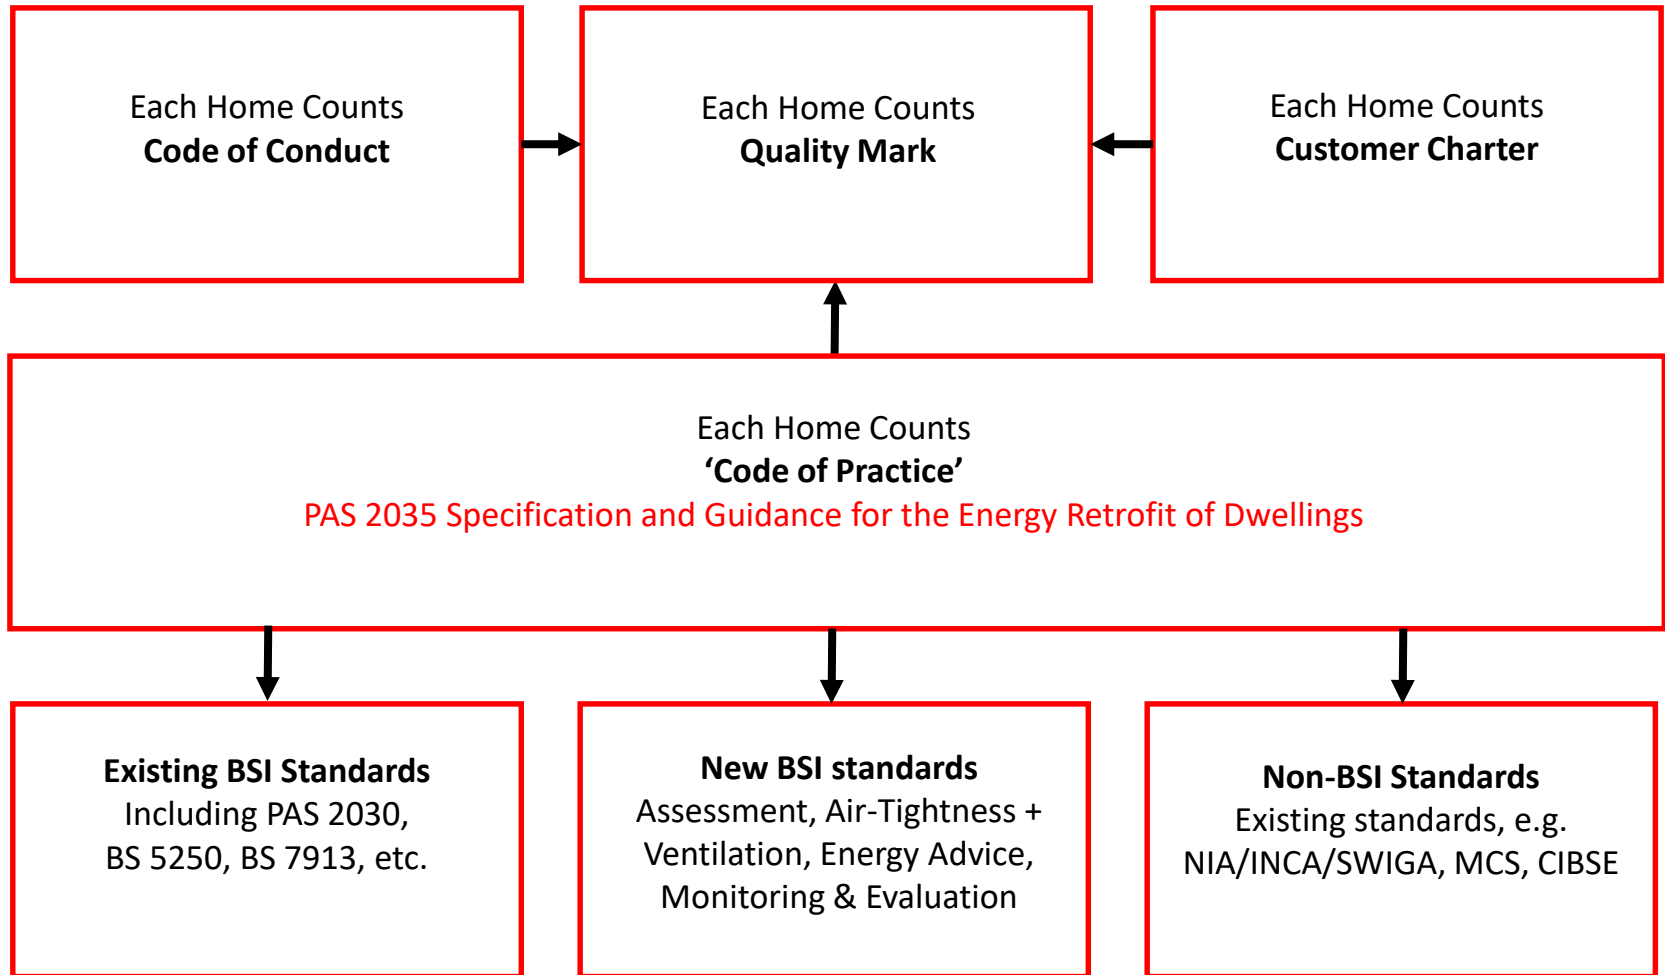 Each Home Counts
Code of Conduct
Each Home Counts
Quality Mark
Each Home Counts
Customer Charter
Each Home Counts
‘Code of Practice’
PAS 2035 Specification and Guidance for the Energy Retrofit of Dwellings
Existing BSI Standards
Including PAS 2030,
BS 5250, BS 7913, etc.
New BSI standards
Assessment, Air-Tightness +
Ventilation, Energy Advice,
Monitoring & Evaluation
Non-BSI Standards
Existing standards, e.g.
NIA/INCA/SWIGA, MCS, CIBSE